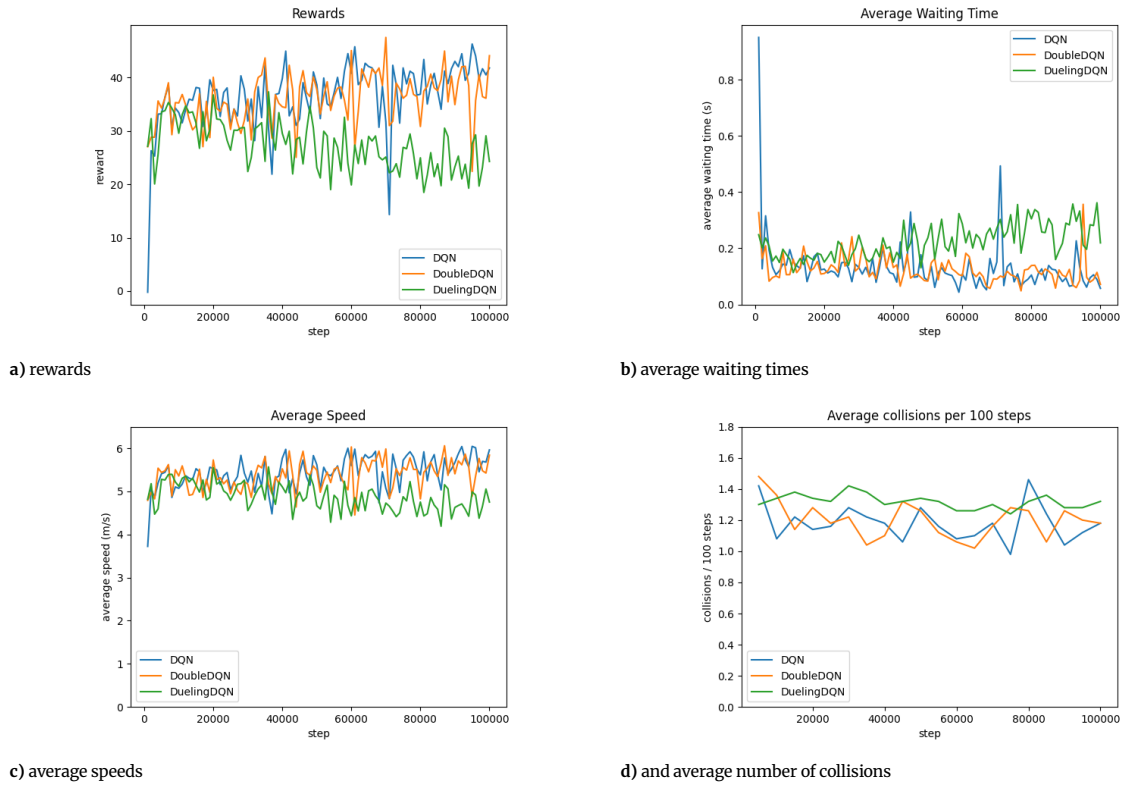 Rewards
reward
40
30
20
10
0
0 20000 40000 60000 80000 100000
step
DQN
DoubleDQN
DuelingDQN
a) rewards
Average Waiting Time
average waiting time (s)
0.8
0.6
0.4
0.2
0.0
0 20000 40000 60000 80000 100000
step
DQN
DoubleDQN
DuelingDQN
b) average waiting times
Average Speed
average speed (m/s)
6
5
4
3
2
1
0
0 20000 40000 60000 80000 100000
step
DQN
DoubleDQN
DuelingDQN
c) average speeds
Average collisions per 100 steps
collisions / 100 steps
1.8
1.6
1.4
1.2
1.0
0.8
0.6
0.4
0.2
0.0
20000 40000 60000 80000 100000
step
DQN
DoubleDQN
DuelingDQN
d) and average number of collisions